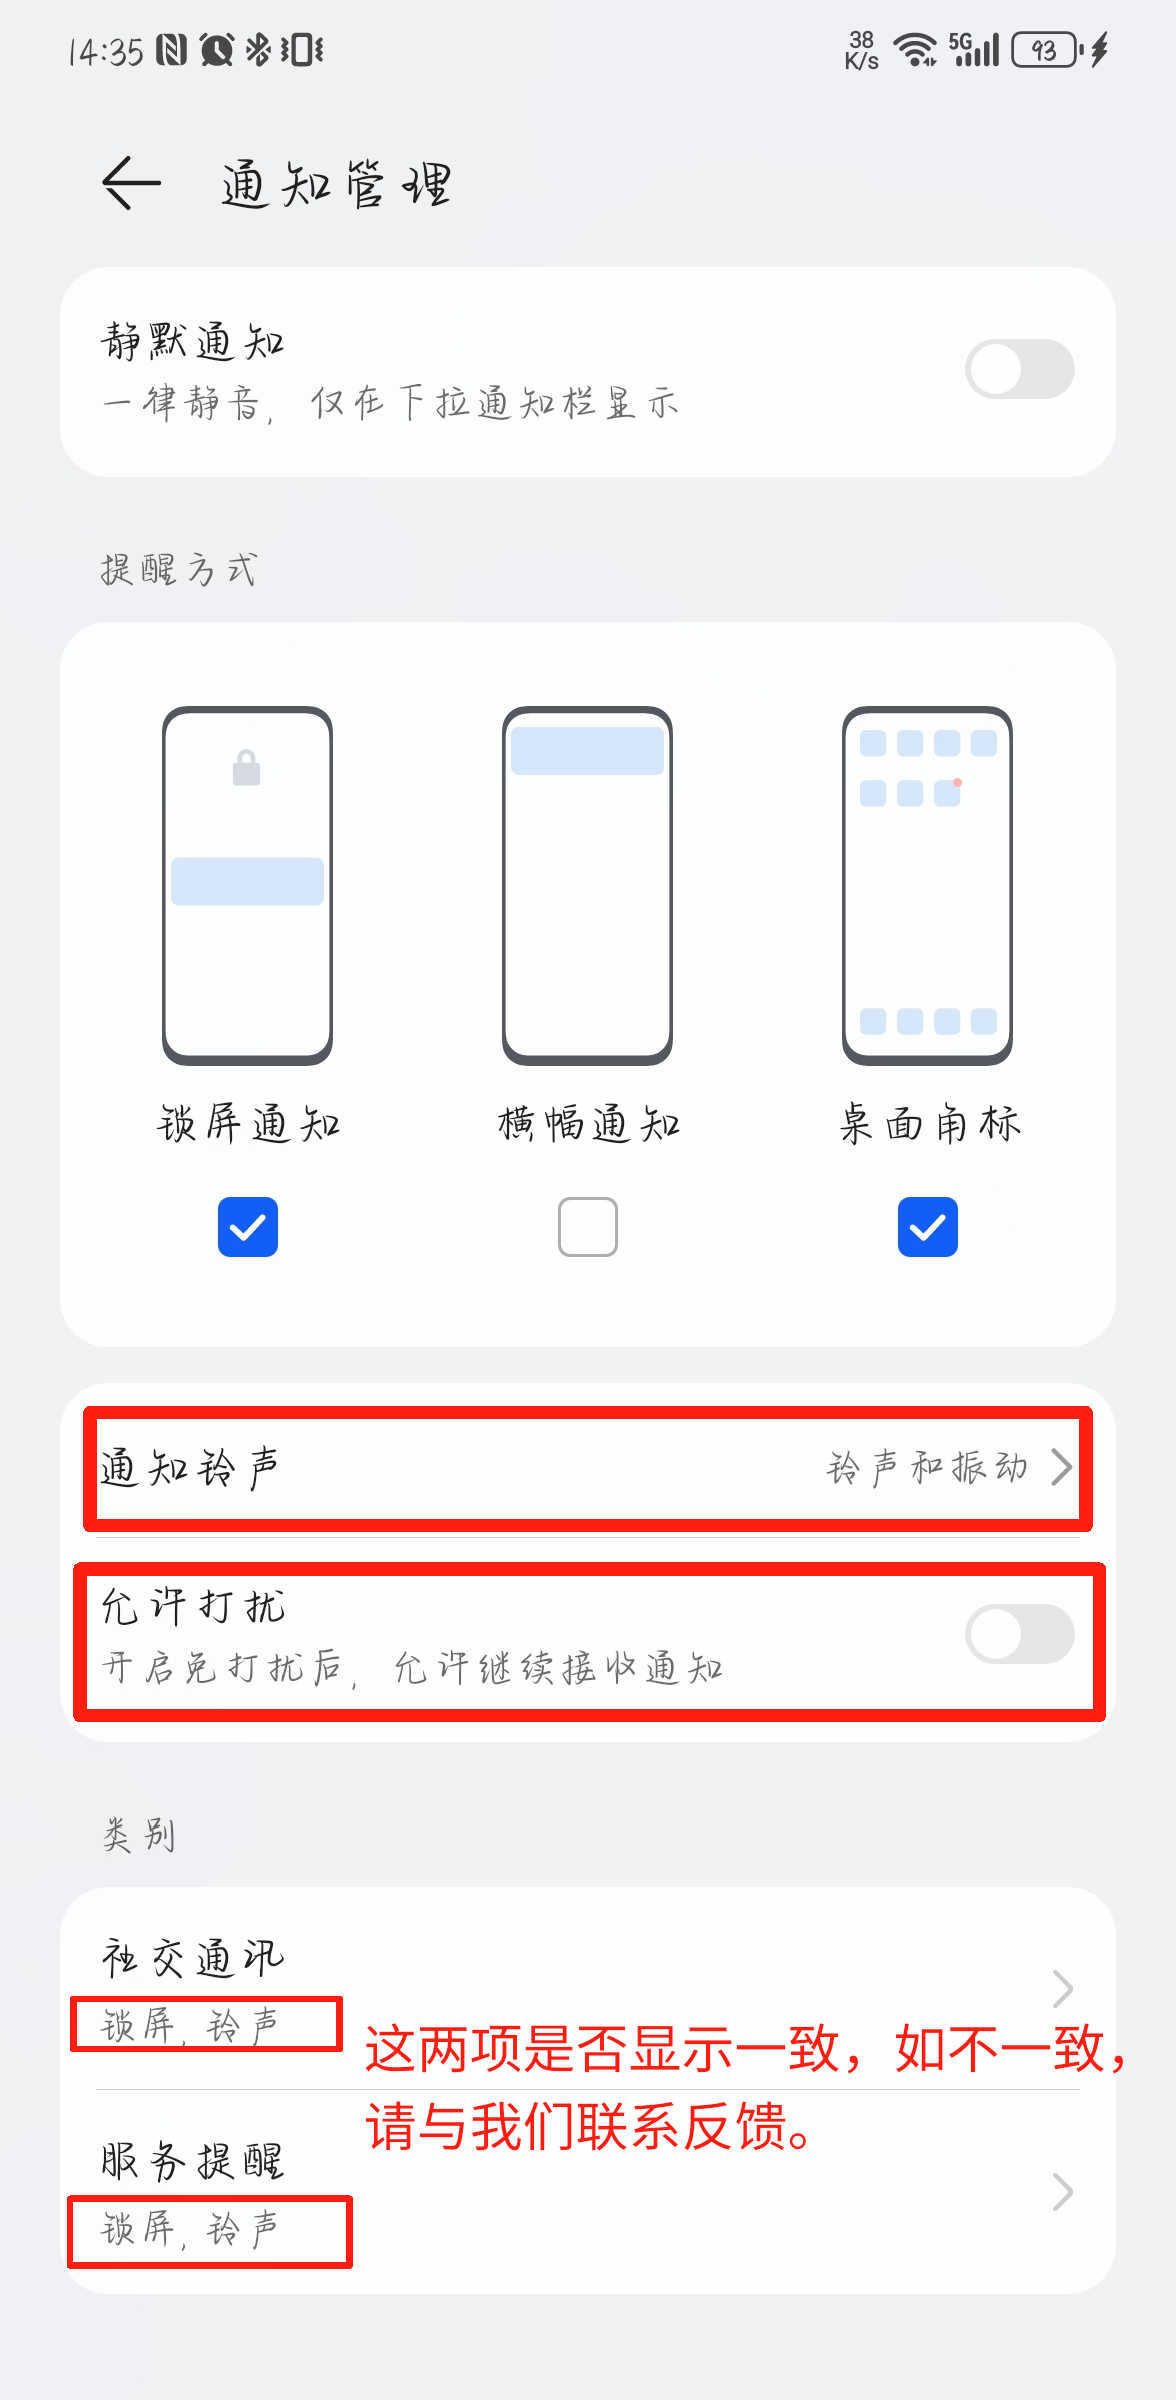 14:35
38 K/s 5G 93
通知管理
静默通知
一律静音，仅在下拉通知栏显示
提醒方式
锁屏通知 横幅通知 桌面角标
通知铃声 铃声和振动
允许打扰
开启免打扰后，允许继续接收通知
类别
社交通讯
锁屏, 铃声
这两项是否显示一致，如不一致，
请与我们联系反馈。
服务提醒
锁屏, 铃声